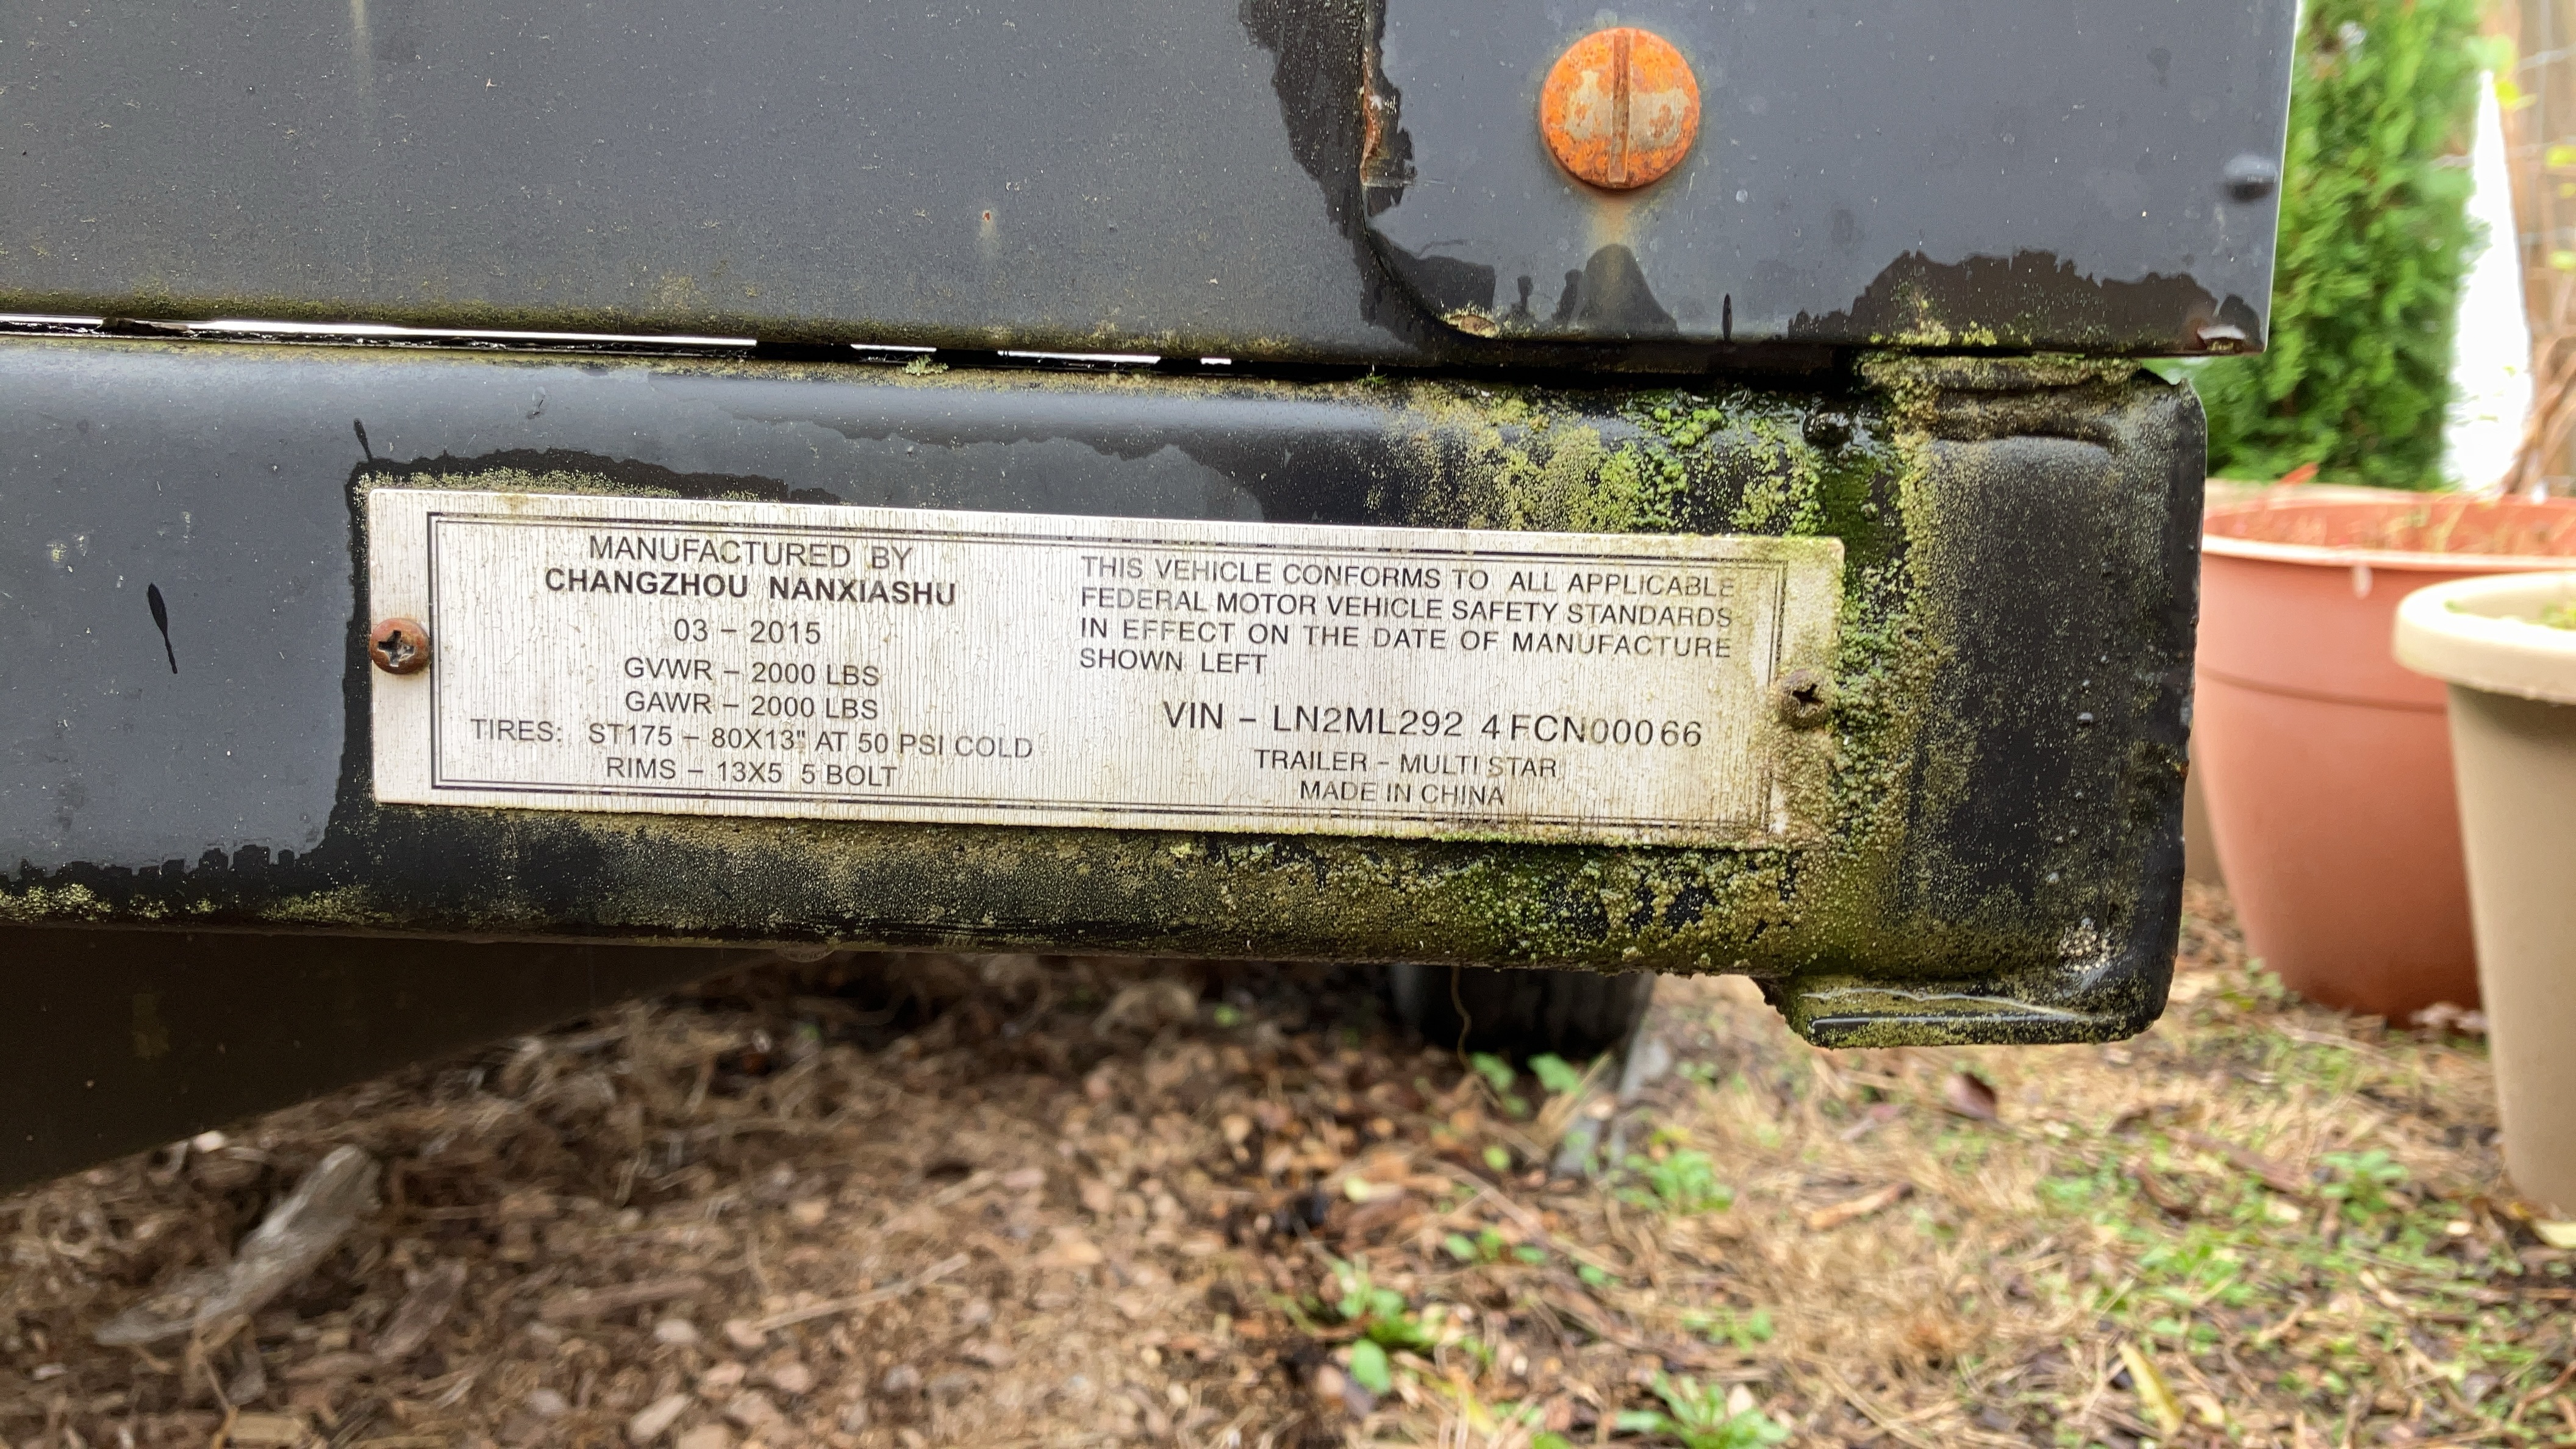 MANUFACTURED BY
CHANGZHOU NANXIASHU
03 – 2015
GVWR – 2000 LBS
GAWR – 2000 LBS
TIRES: ST175 – 80X13" AT 50 PSI COLD
RIMS – 13X5 5 BOLT
THIS VEHICLE CONFORMS TO ALL APPLICABLE
FEDERAL MOTOR VEHICLE SAFETY STANDARDS
IN EFFECT ON THE DATE OF MANUFACTURE
SHOWN LEFT
VIN – LN2ML292 4FCN00066
TRAILER – MULTI STAR
MADE IN CHINA